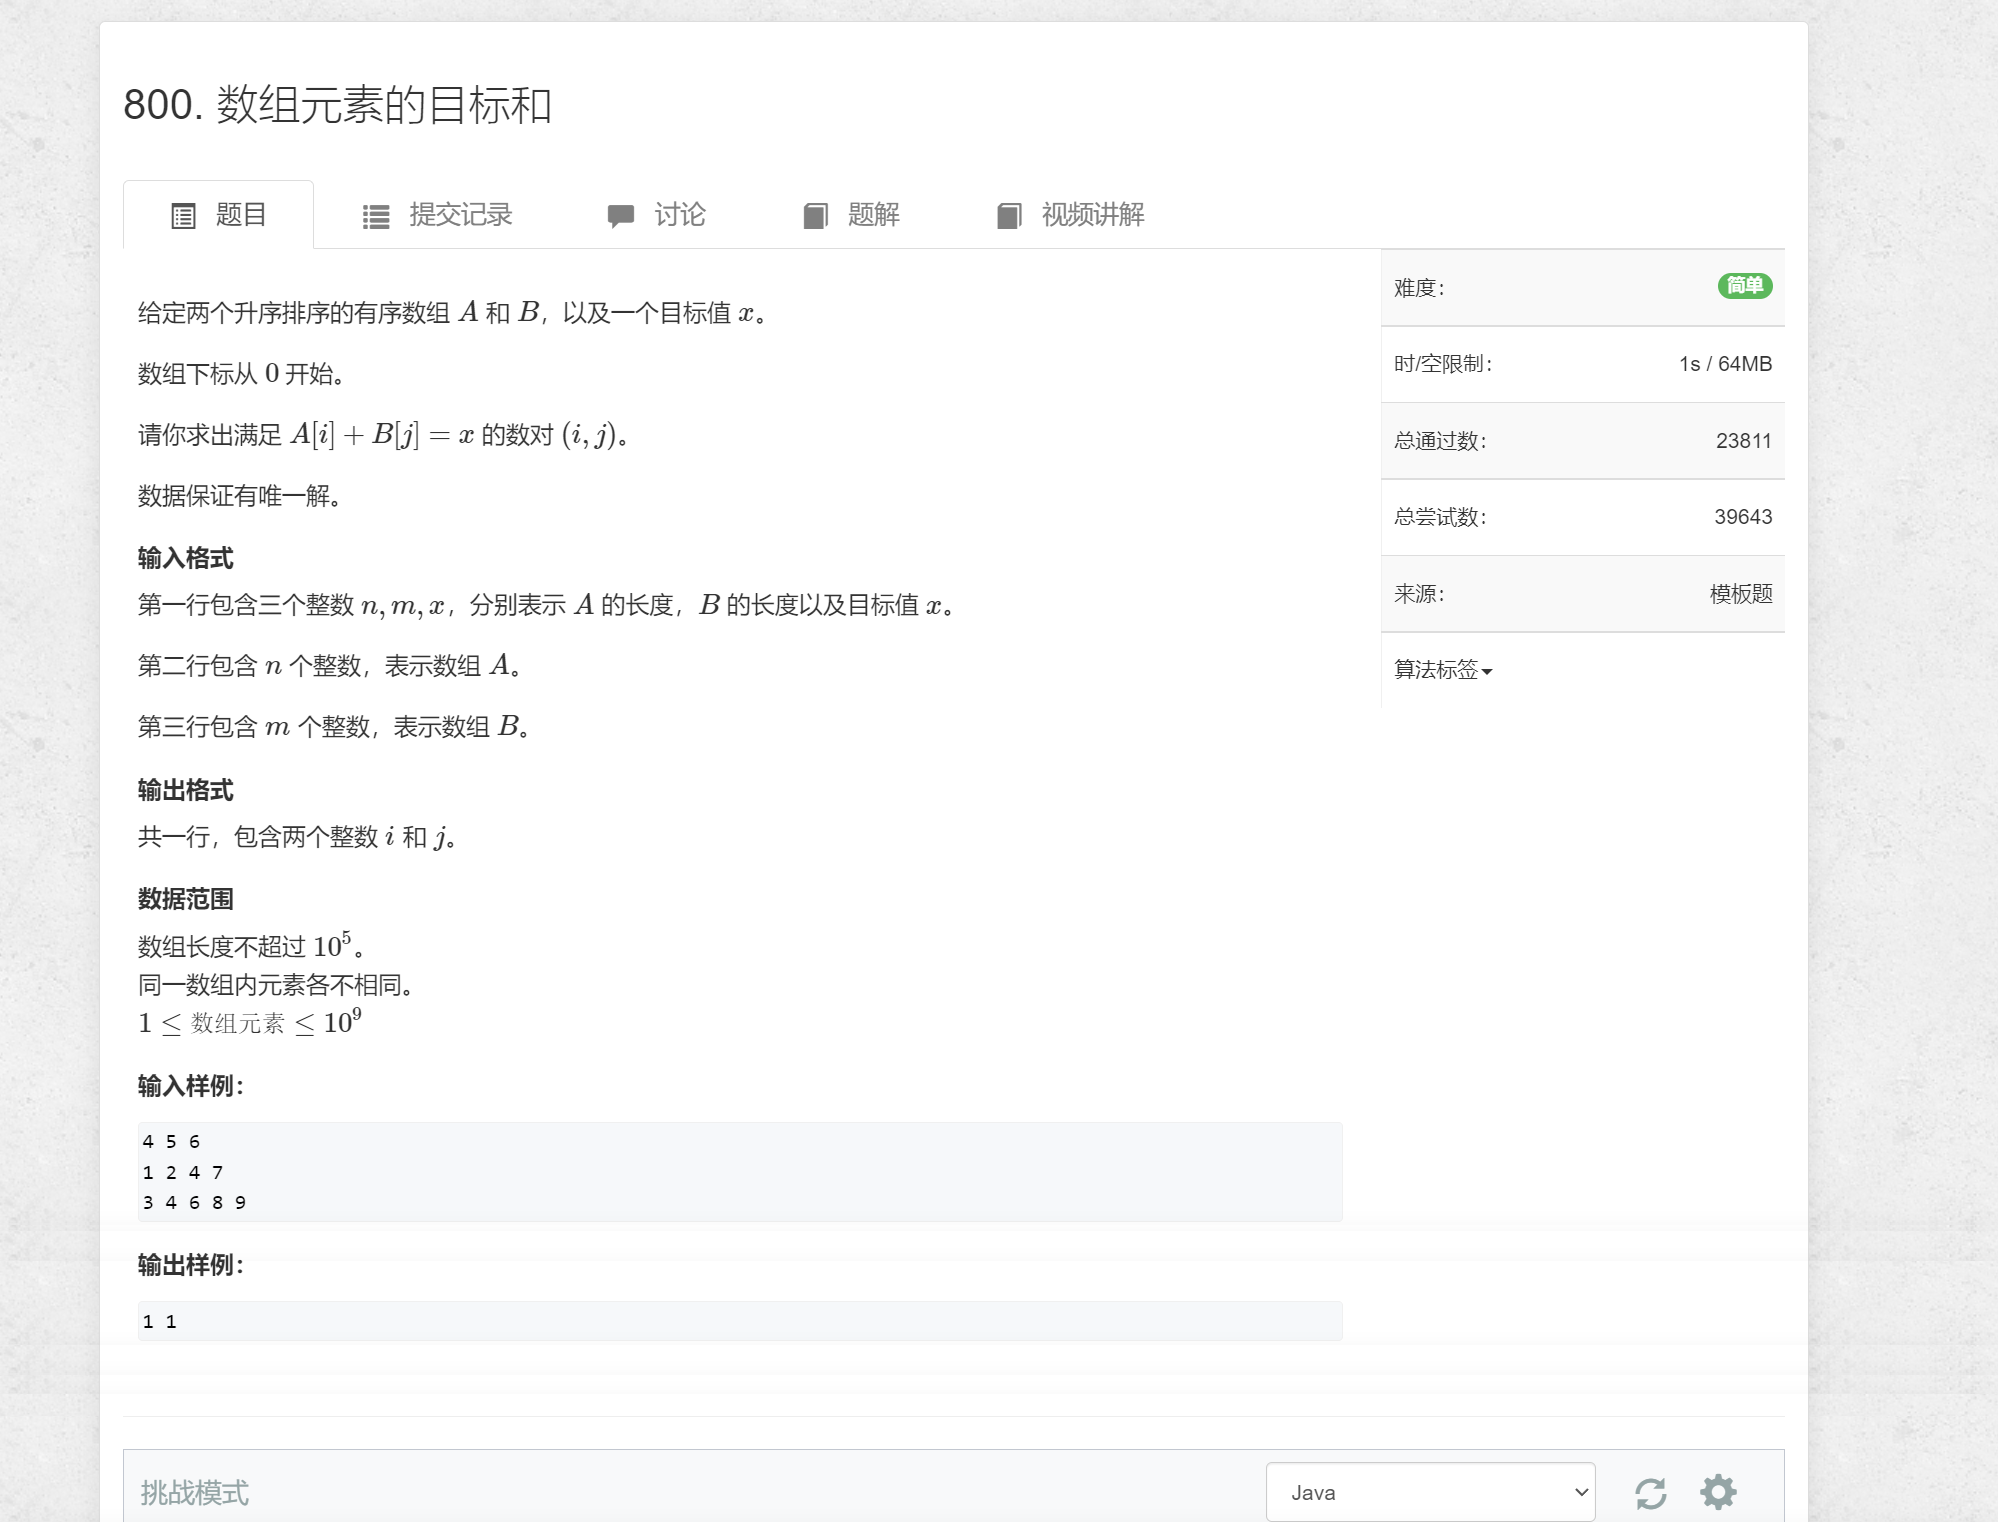 800. 数组元素的目标和
题目 提交记录 讨论 题解 视频讲解
给定两个升序排序的有序数组 A 和 B，以及一个目标值 x。
数组下标从 0 开始。
请你求出满足 A[i] + B[j] = x 的数对 (i, j)。
数据保证有唯一解。
输入格式
第一行包含三个整数 n, m, x，分别表示 A 的长度，B 的长度以及目标值 x。
第二行包含 n 个整数，表示数组 A。
第三行包含 m 个整数，表示数组 B。
输出格式
共一行，包含两个整数 i 和 j。
数据范围
数组长度不超过 10^5。
同一数组内元素各不相同。
1 ≤ 数组元素 ≤ 10^9
输入样例：
4 5 6
1 2 4 7
3 4 6 8 9
输出样例：
1 1
难度： 简单
时/空限制： 1s / 64MB
总通过数： 23811
总尝试数： 39643
来源： 模板题
算法标签
挑战模式 Java